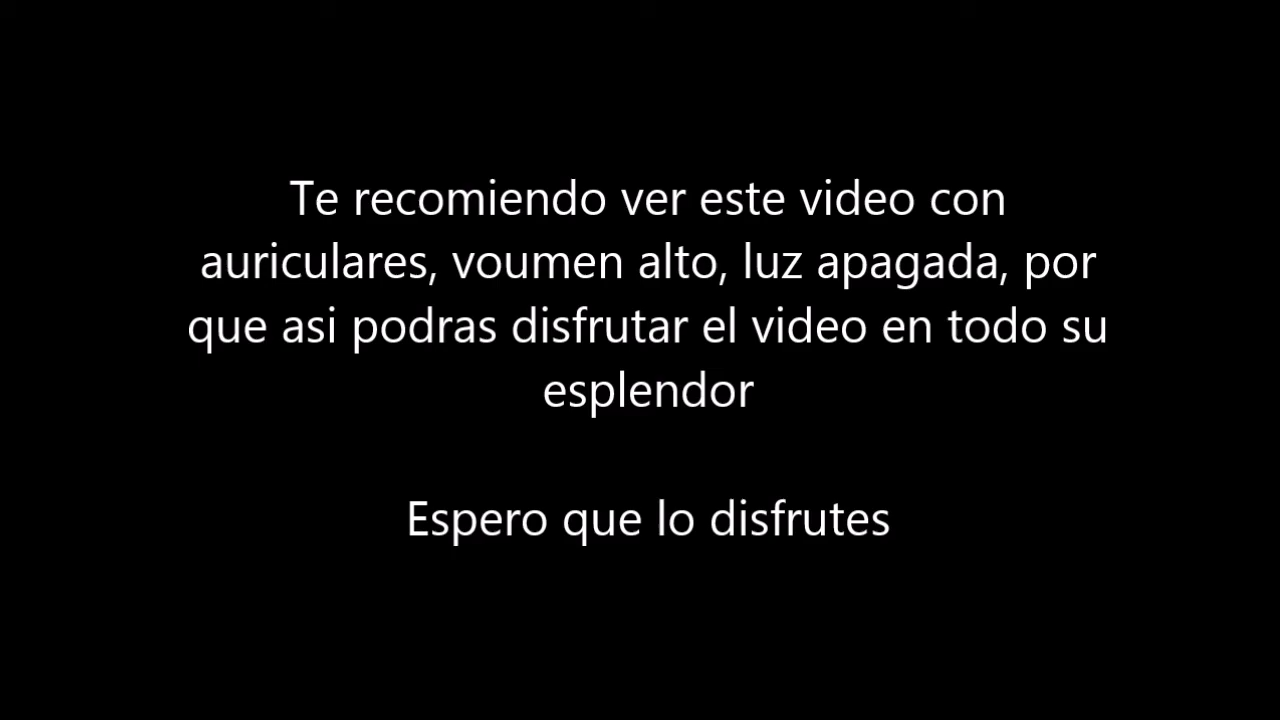 Te recomiendo ver este video con
auriculares, voumen alto, luz apagada, por
que asi podras disfrutar el video en todo su
esplendor
Espero que lo disfrutes